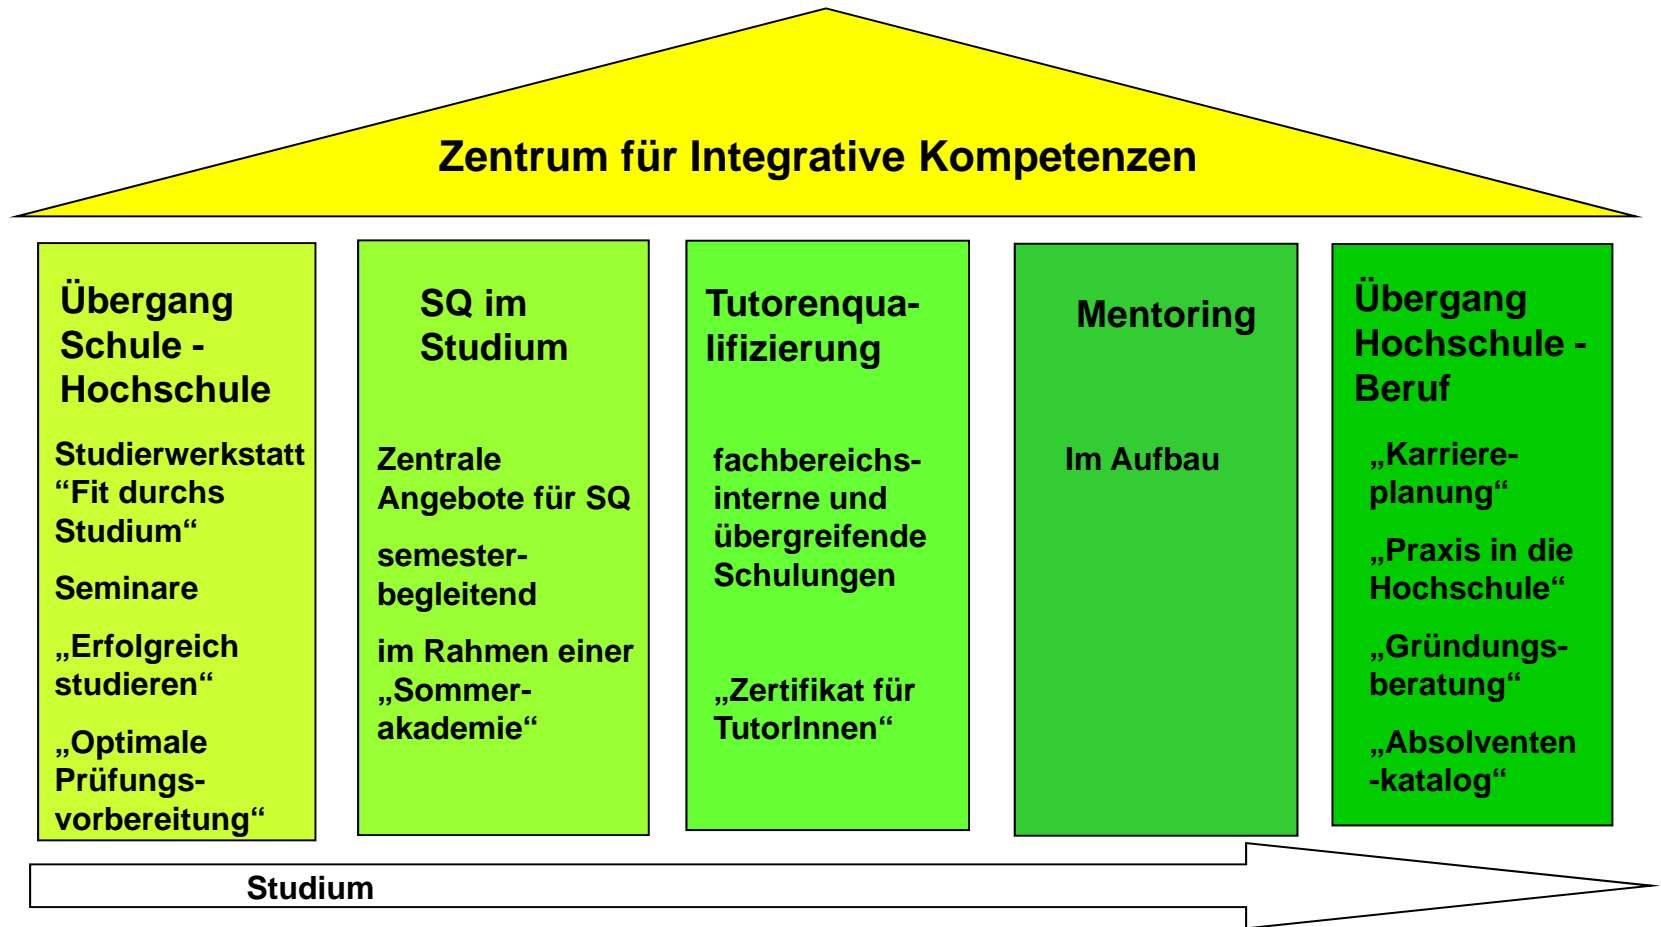 Zentrum für Integrative Kompetenzen
Übergang
Schule -
Hochschule
Studierwerkstatt
“Fit durchs
Studium“
Seminare
„Erfolgreich
studieren“
„Optimale
Prüfungs-
vorbereitung“
SQ im
Studium
Zentrale
Angebote für SQ
semester-
begleitend
im Rahmen einer
„Sommer-
akademie“
Tutorenqua-
lifizierung
fachbereichs-
interne und
übergreifende
Schulungen
„Zertifikat für
TutorInnen“
Mentoring
Im Aufbau
Übergang
Hochschule -
Beruf
„Karriere-
planung“
„Praxis in die
Hochschule“
„Gründungs-
beratung“
„Absolventen
-katalog“
Studium